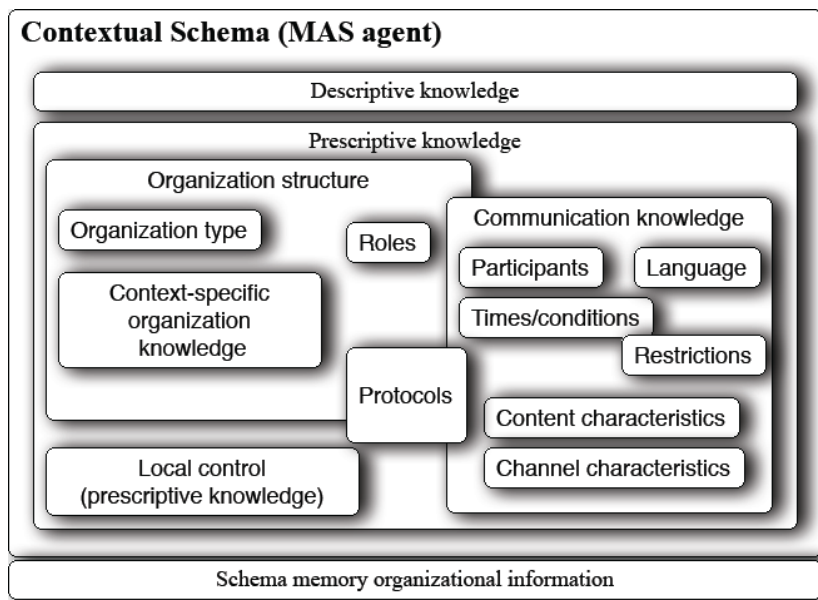 Contextual Schema (MAS agent)
Descriptive knowledge
Prescriptive knowledge
Organization structure
Organization type
Roles
Context-specific
organization
knowledge
Protocols
Communication knowledge
Participants
Language
Times/conditions
Restrictions
Content characteristics
Channel characteristics
Local control
(prescriptive knowledge)
Schema memory organizational information